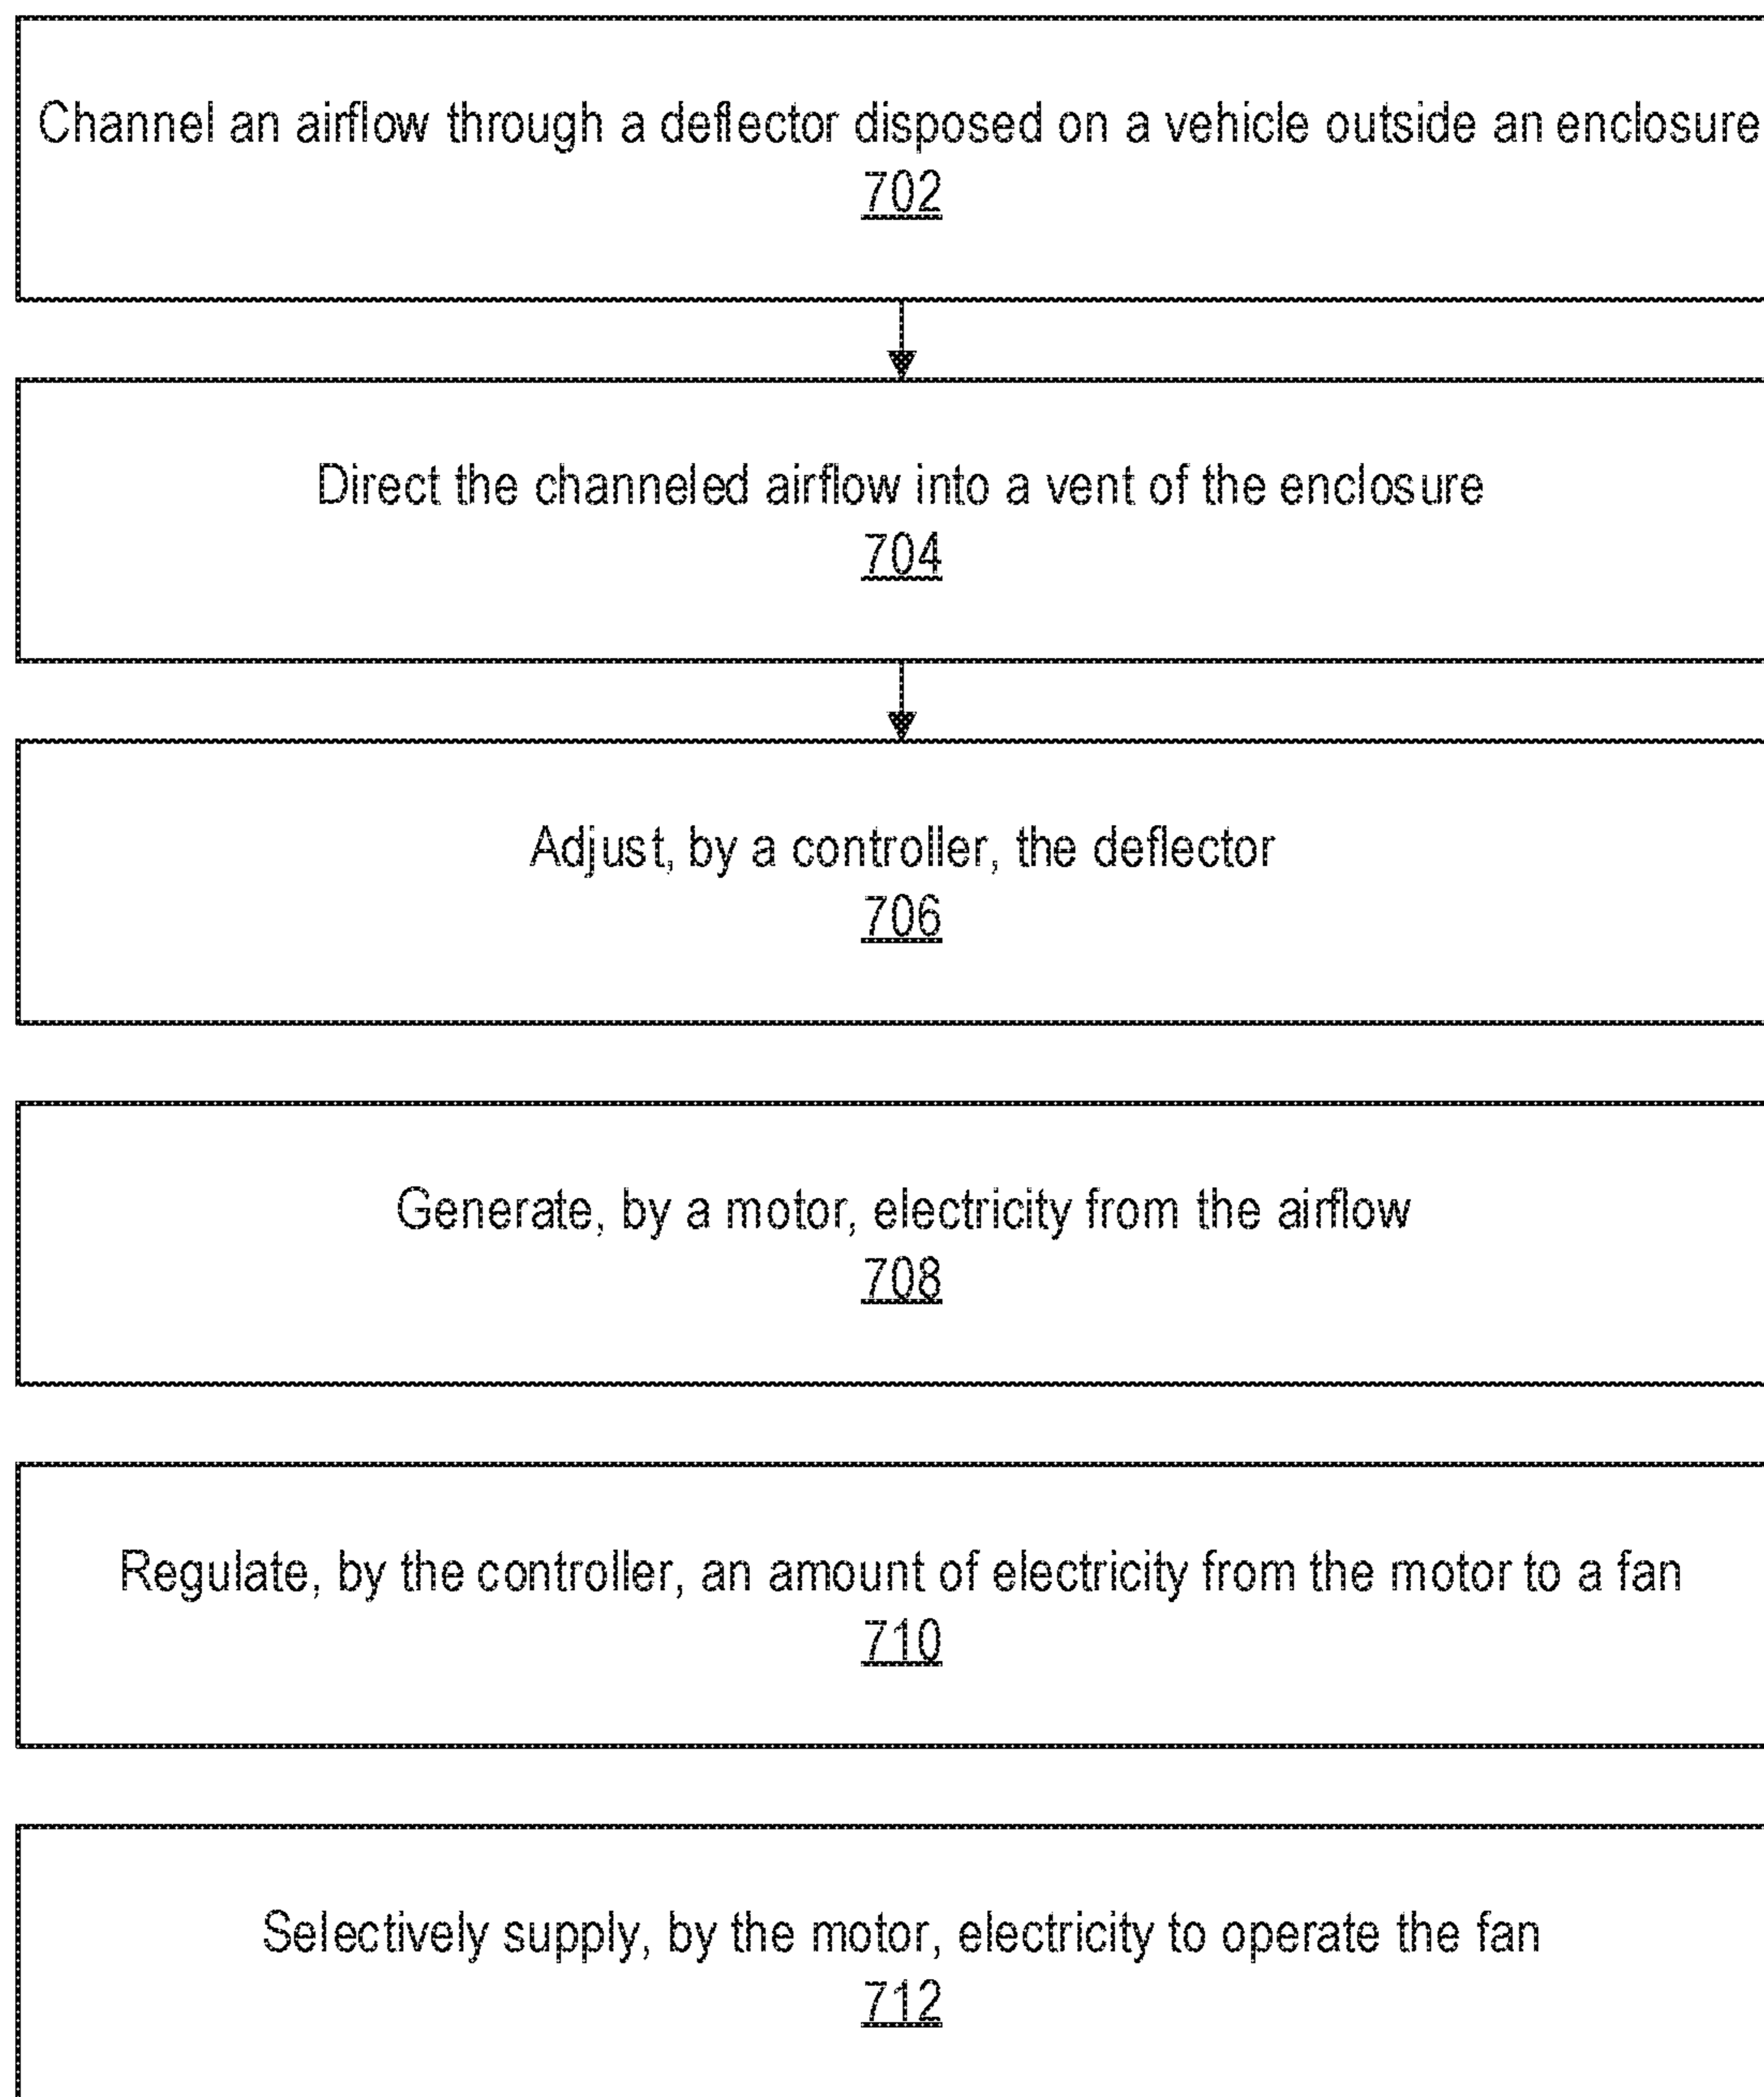 Channel an airflow through a deflector disposed on a vehicle outside an enclosure
702
Direct the channeled airflow into a vent of the enclosure
704
Adjust, by a controller, the deflector
706
Generate, by a motor, electricity from the airflow
708
Regulate, by the controller, an amount of electricity from the motor to a fan
710
Selectively supply, by the motor, electricity to operate the fan
712